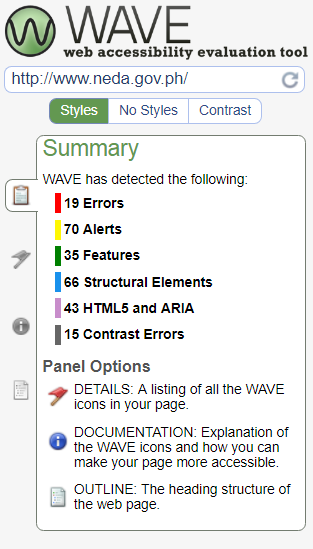 WAVE
web accessibility evaluation tool
http://www.neda.gov.ph/
Styles No Styles Contrast
Summary
WAVE has detected the following:
19 Errors
70 Alerts
35 Features
66 Structural Elements
43 HTML5 and ARIA
15 Contrast Errors
Panel Options
DETAILS: A listing of all the WAVE
icons in your page.
DOCUMENTATION: Explanation of
the WAVE icons and how you can
make your page more accessible.
OUTLINE: The heading structure of
the web page.